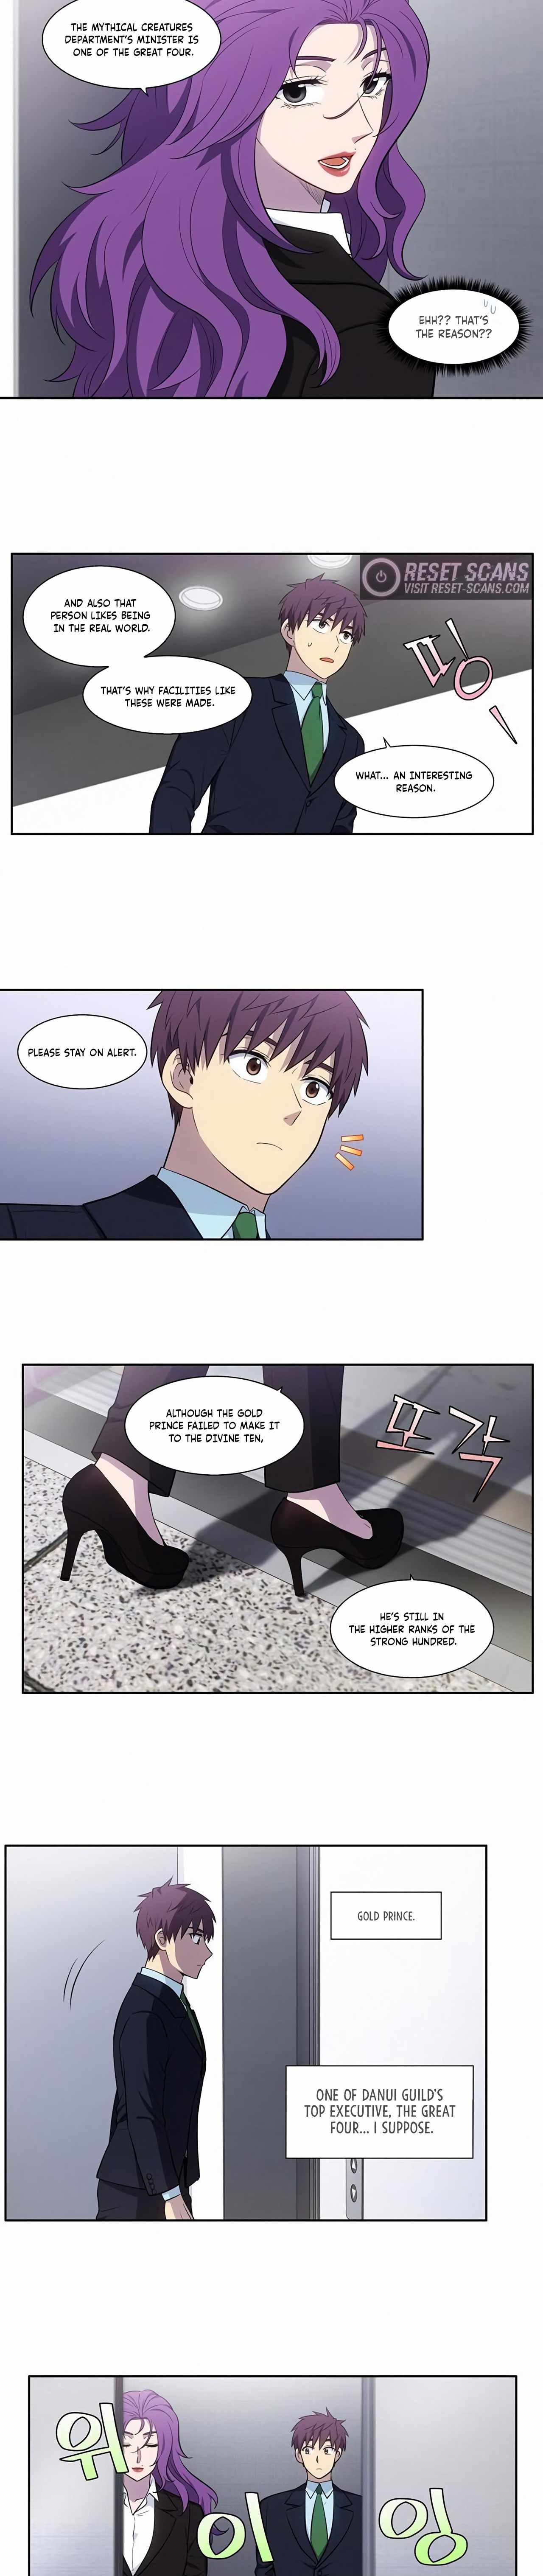 THE MYTHICAL CREATURES
DEPARTMENT'S MINISTER IS
ONE OF THE GREAT FOUR.
EHH?? THAT'S
THE REASON??
RESET SCANS
VISIT RESET-SCANS.COM
AND ALSO THAT
PERSON LIKES BEING
IN THE REAL WORLD.
띵
THAT'S WHY FACILITIES LIKE
THESE WERE MADE.
WHAT... AN INTERESTING
REASON.
PLEASE STAY ON ALERT.
ALTHOUGH THE GOLD
PRINCE FAILED TO MAKE IT
TO THE DIVINE TEN,
또각
HE'S STILL IN
THE HIGHER RANKS OF THE
STRONG HUNDRED.
GOLD PRINCE.
ONE OF DANUI GUILD'S
TOP EXECUTIVE, THE GREAT
FOUR... I SUPPOSE.
위
이
잉